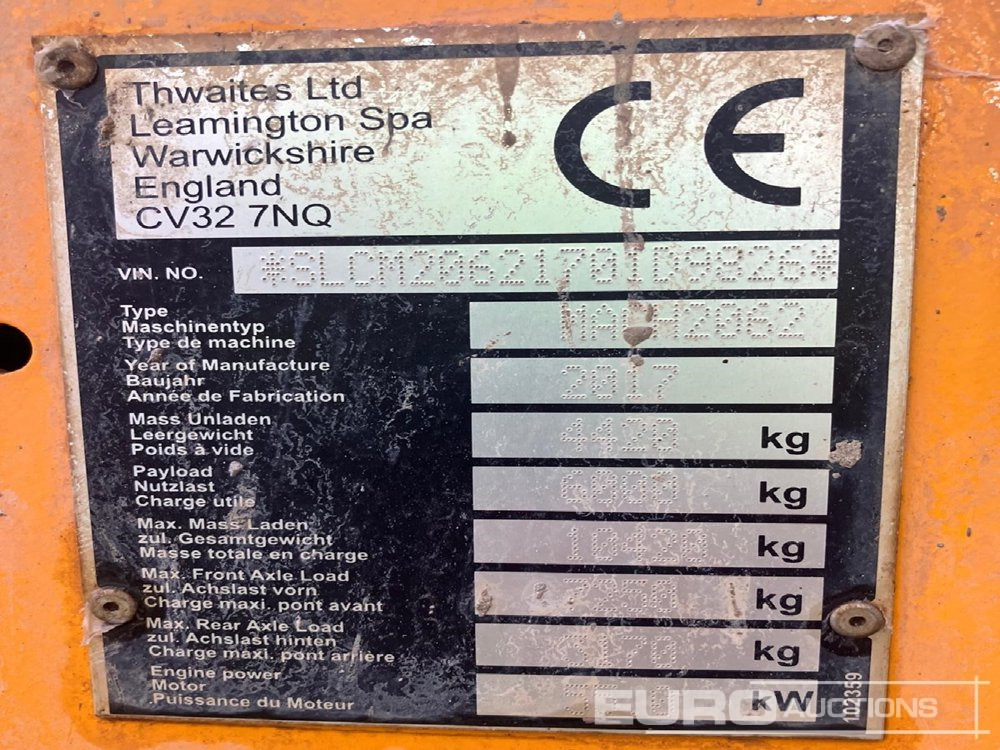 Thwaites Ltd
Leamington Spa
Warwickshire
England
CV32 7NQ
CE
VIN. NO.
Type
Maschinentyp
Type de machine
2017
Year of Manufacture
Baujahr
Année de Fabrication
Mass Unladen
Leergewicht
Poids à vide
4420 kg
Payload
Nutzlast
Charge utile
6000 kg
Max. Mass Laden
zul. Gesamtgewicht
Masse totale en charge
10420 kg
Max. Front Axle Load
zul. Achslast vorn
Charge maxi. pont avant
7250 kg
Max. Rear Axle Load
zul. Achslast hinten
Charge maxi. pont arrière
kg
Engine power
Motor
Puissance du Moteur
kW
102359
EURO AUCTIONS